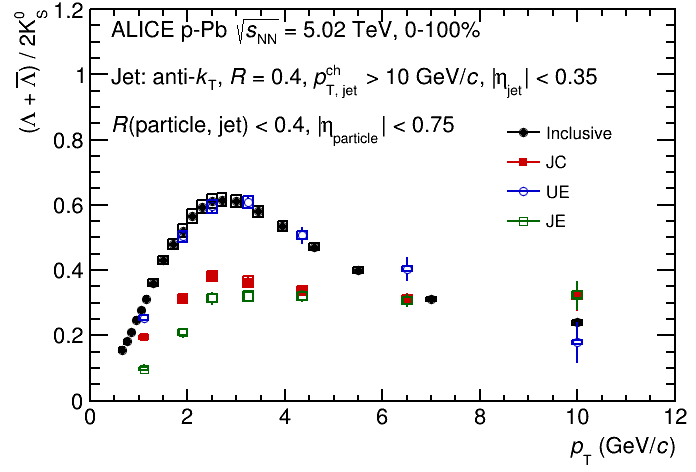 ALICE p-Pb √s_NN = 5.02 TeV, 0-100%
Jet: anti-k_T, R = 0.4, p^ch_T, jet > 10 GeV/c, |η_jet| < 0.35
R(particle, jet) < 0.4, |η_particle| < 0.75
Inclusive
JC
UE
JE
(Λ + Λ̅) / 2K^0_S
1.2
1
0.8
0.6
0.4
0.2
0
0 2 4 6 8 10 12
p_T (GeV/c)